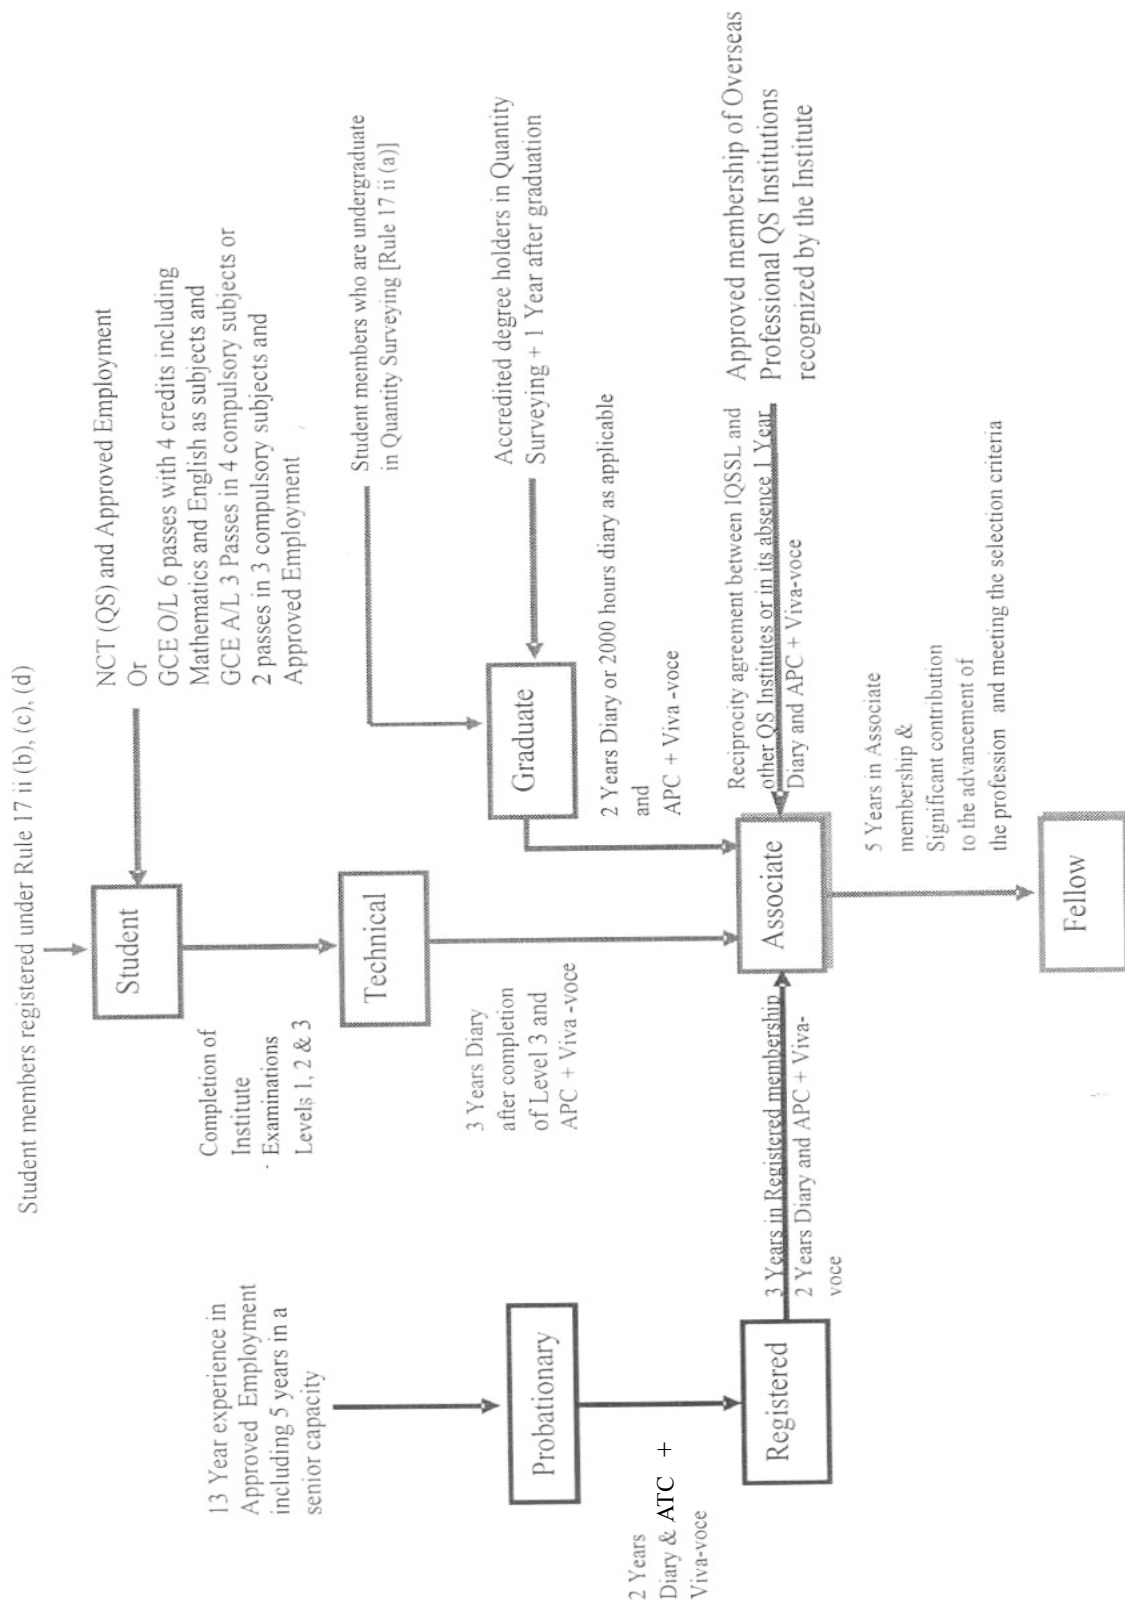 Student members registered under Rule 17 ii (b), (c), (d)
NCT (QS) and Approved Employment
Or
GCE O/L 6 passes with 4 credits including
Mathematics and English as subjects and
GCE A/L 3 Passes in 4 compulsory subjects or
2 passes in 3 compulsory subjects and
Approved Employment
Student
Completion of
Institute
- Examinations
Levels 1, 2 & 3
Student members who are undergraduate
in Quantity Surveying [Rule 17 ii (a)]
13 Year experience in
Approved Employment
including 5 years in a
senior capacity
Technical
3 Years Diary
after completion
of Level 3 and
APC + Viva -voce
Accredited degree holders in Quantity
Surveying + 1 Year after graduation
Graduate
2 Years Diary or 2000 hours diary as applicable
and
APC + Viva -voce
Probationary
2 Years
Diary & ATC +
Viva-voce
Approved membership of Overseas
Professional QS Institutions
recognized by the Institute
Reciprocity agreement between IQSSL and
other QS Institutes or in its absence 1 Year
Diary and APC + Viva-voce
Registered
3 Years in Registered membership
2 Years Diary and APC + Viva-
voce
Associate
5 Years in Associate
membership &
Significant contribution
to the advancement of
the profession and meeting the selection criteria
Fellow